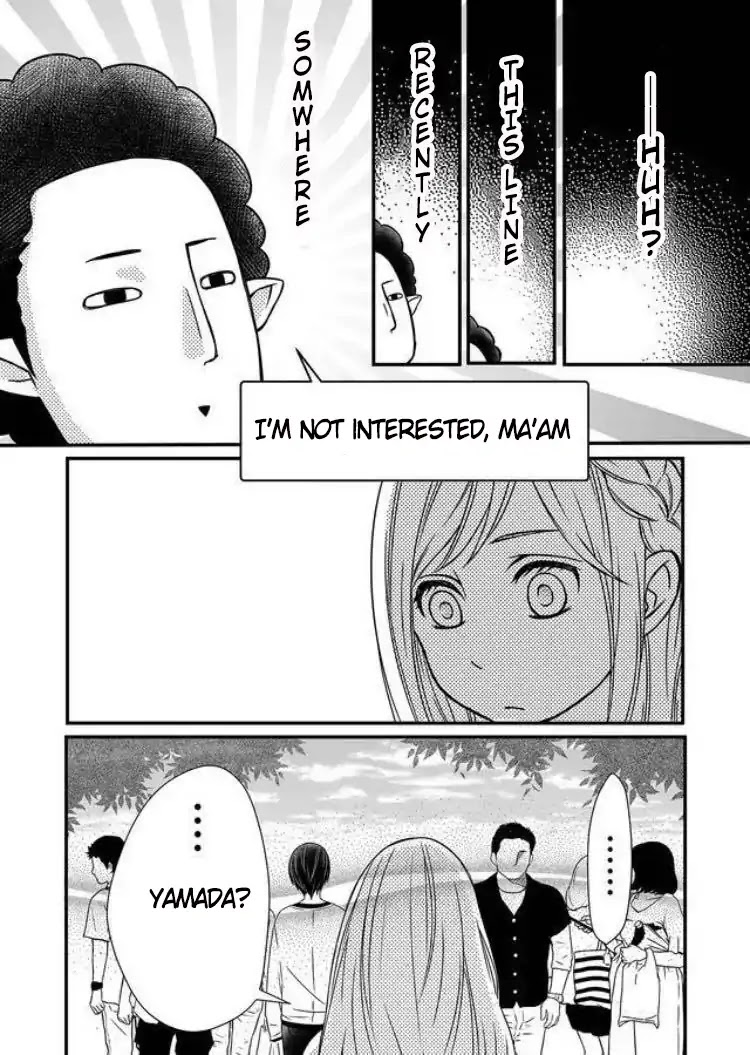 ——HUH?
THIS LINE
RECENTLY
SOMWHERE
I'M NOT INTERESTED, MA'AM
....
....
YAMADA?